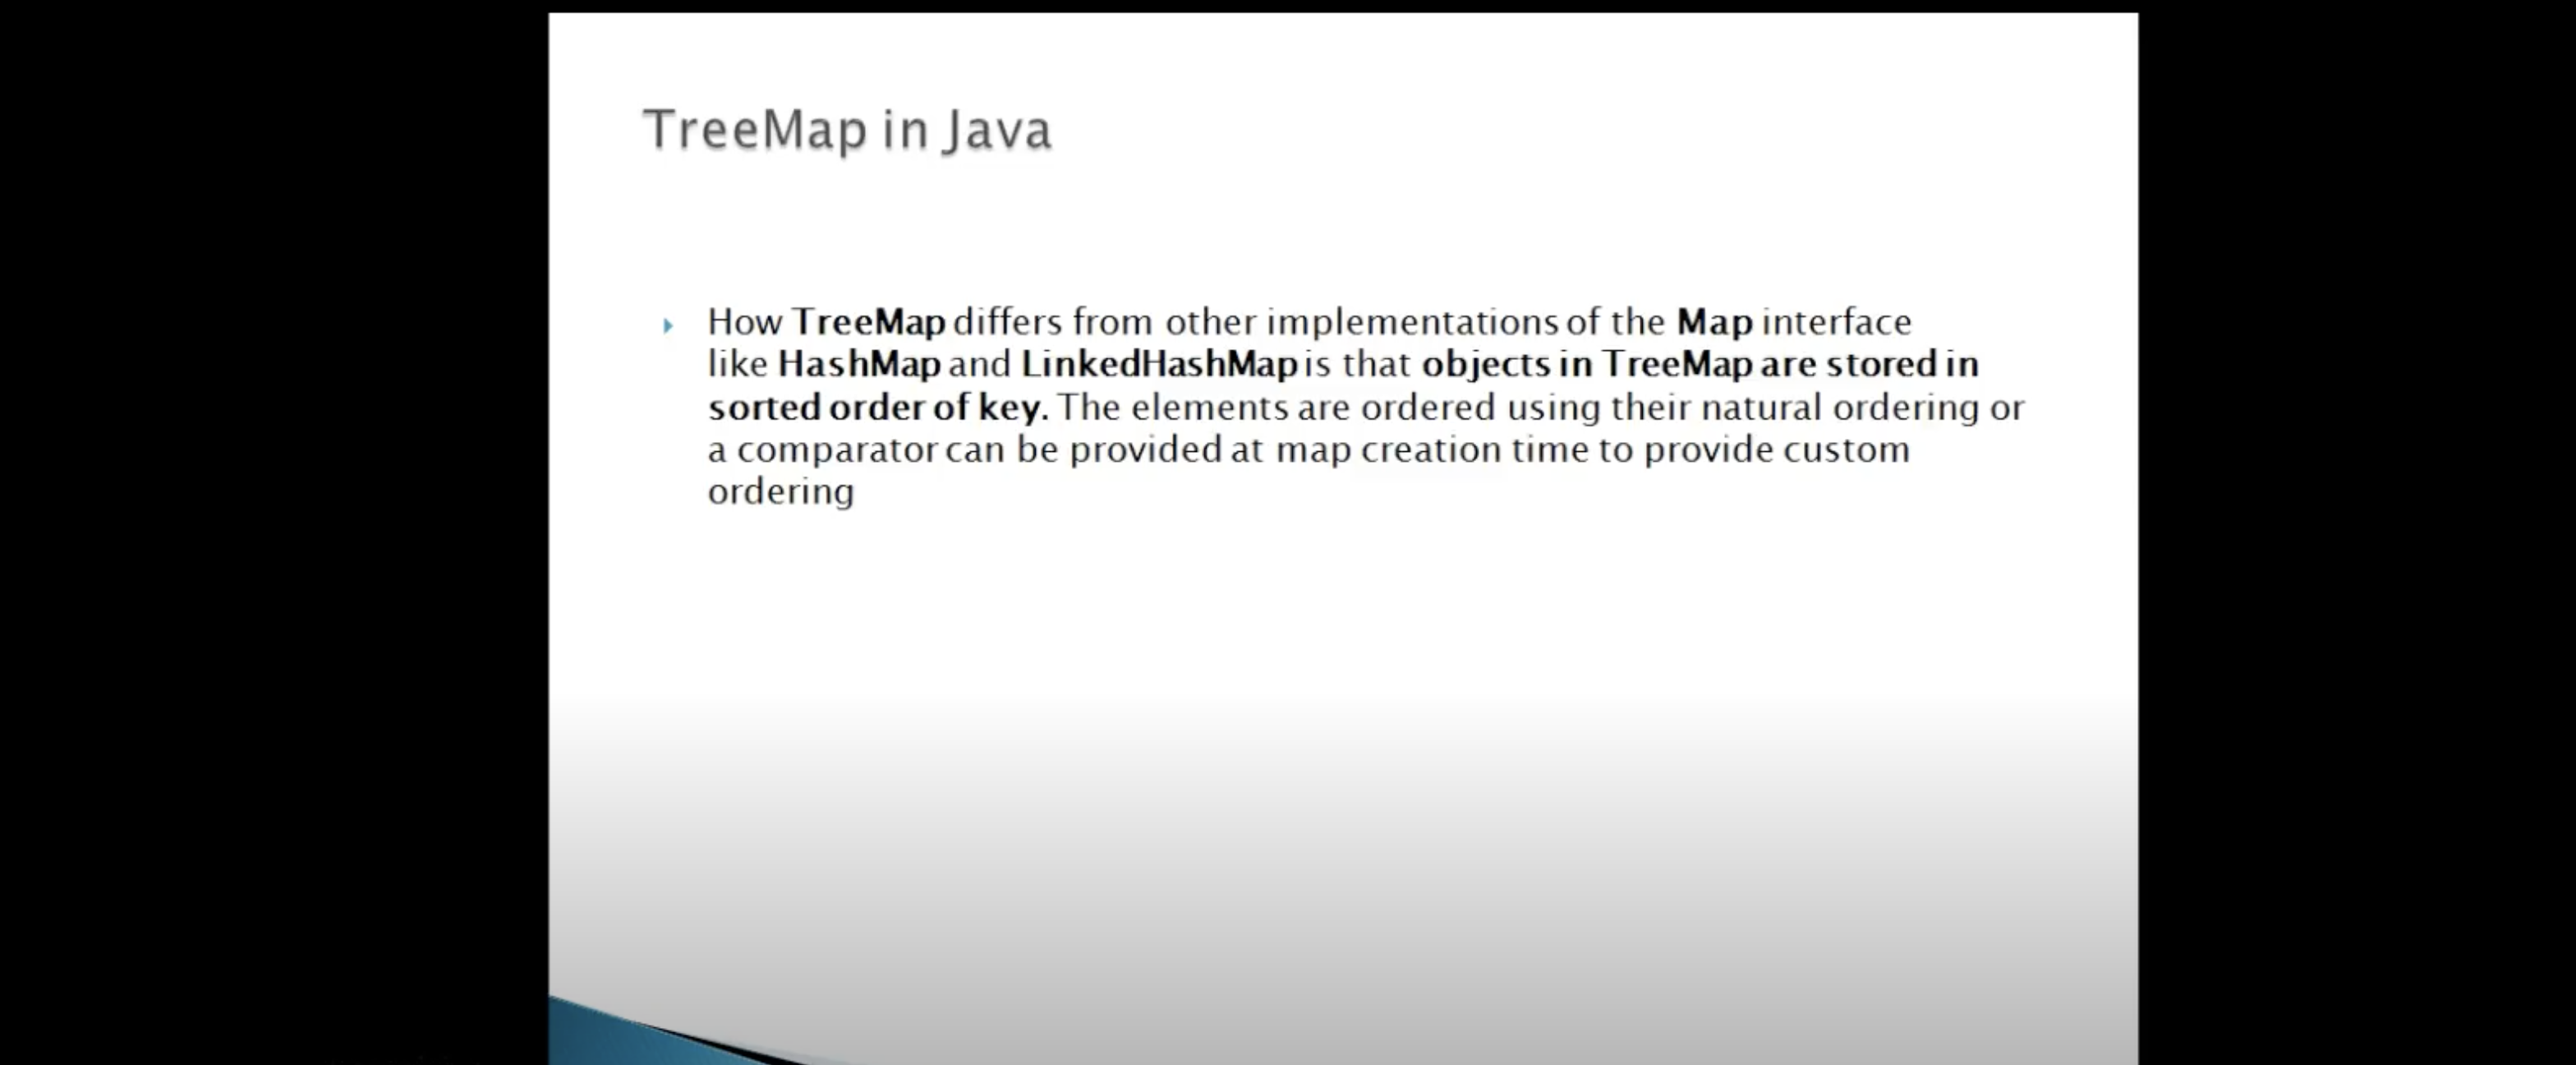 TreeMap in Java
How TreeMap differs from other implementations of the Map interface
like HashMap and LinkedHashMap is that objects in TreeMap are stored in
sorted order of key. The elements are ordered using their natural ordering or
a comparator can be provided at map creation time to provide custom
ordering